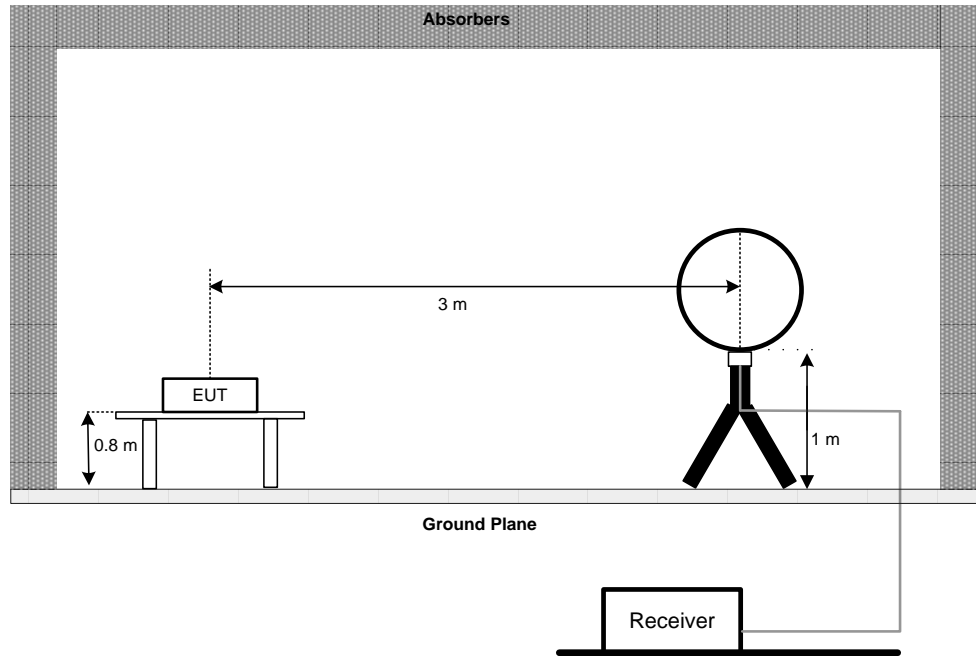 Absorbers
3 m
EUT
0.8 m
1 m
Ground Plane
Receiver